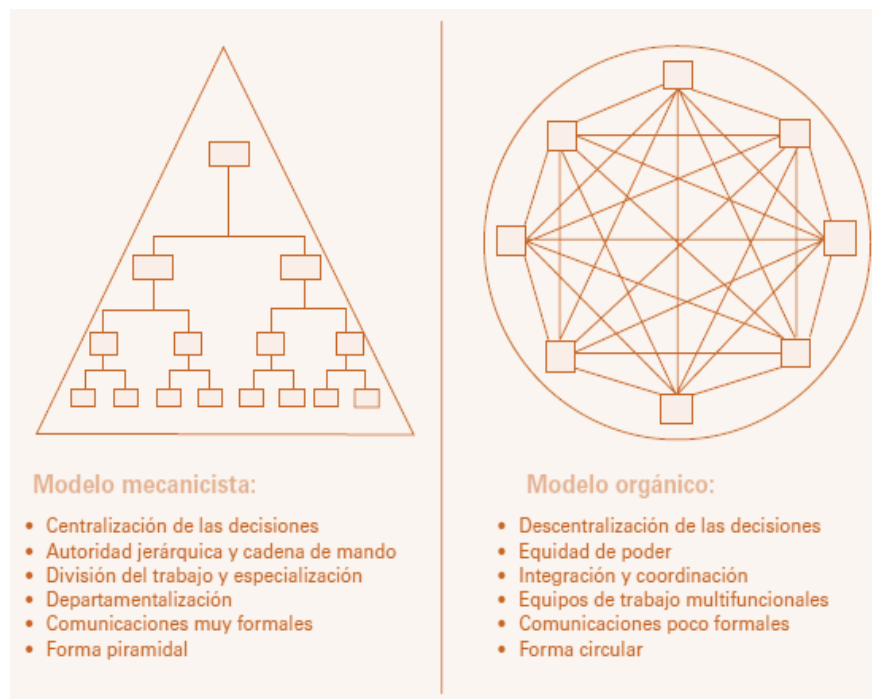 Modelo mecanicista:
• Centralización de las decisiones
• Autoridad jerárquica y cadena de mando
• División del trabajo y especialización
• Departamentalización
• Comunicaciones muy formales
• Forma piramidal
Modelo orgánico:
• Descentralización de las decisiones
• Equidad de poder
• Integración y coordinación
• Equipos de trabajo multifuncionales
• Comunicaciones poco formales
• Forma circular